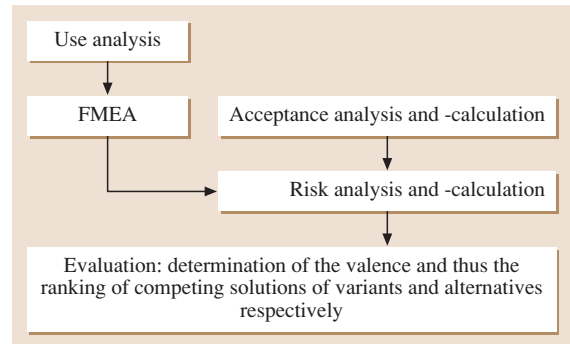 Use analysis
FMEA
Acceptance analysis and -calculation
Risk analysis and -calculation
Evaluation: determination of the valence and thus the
ranking of competing solutions of variants and alternatives
respectively